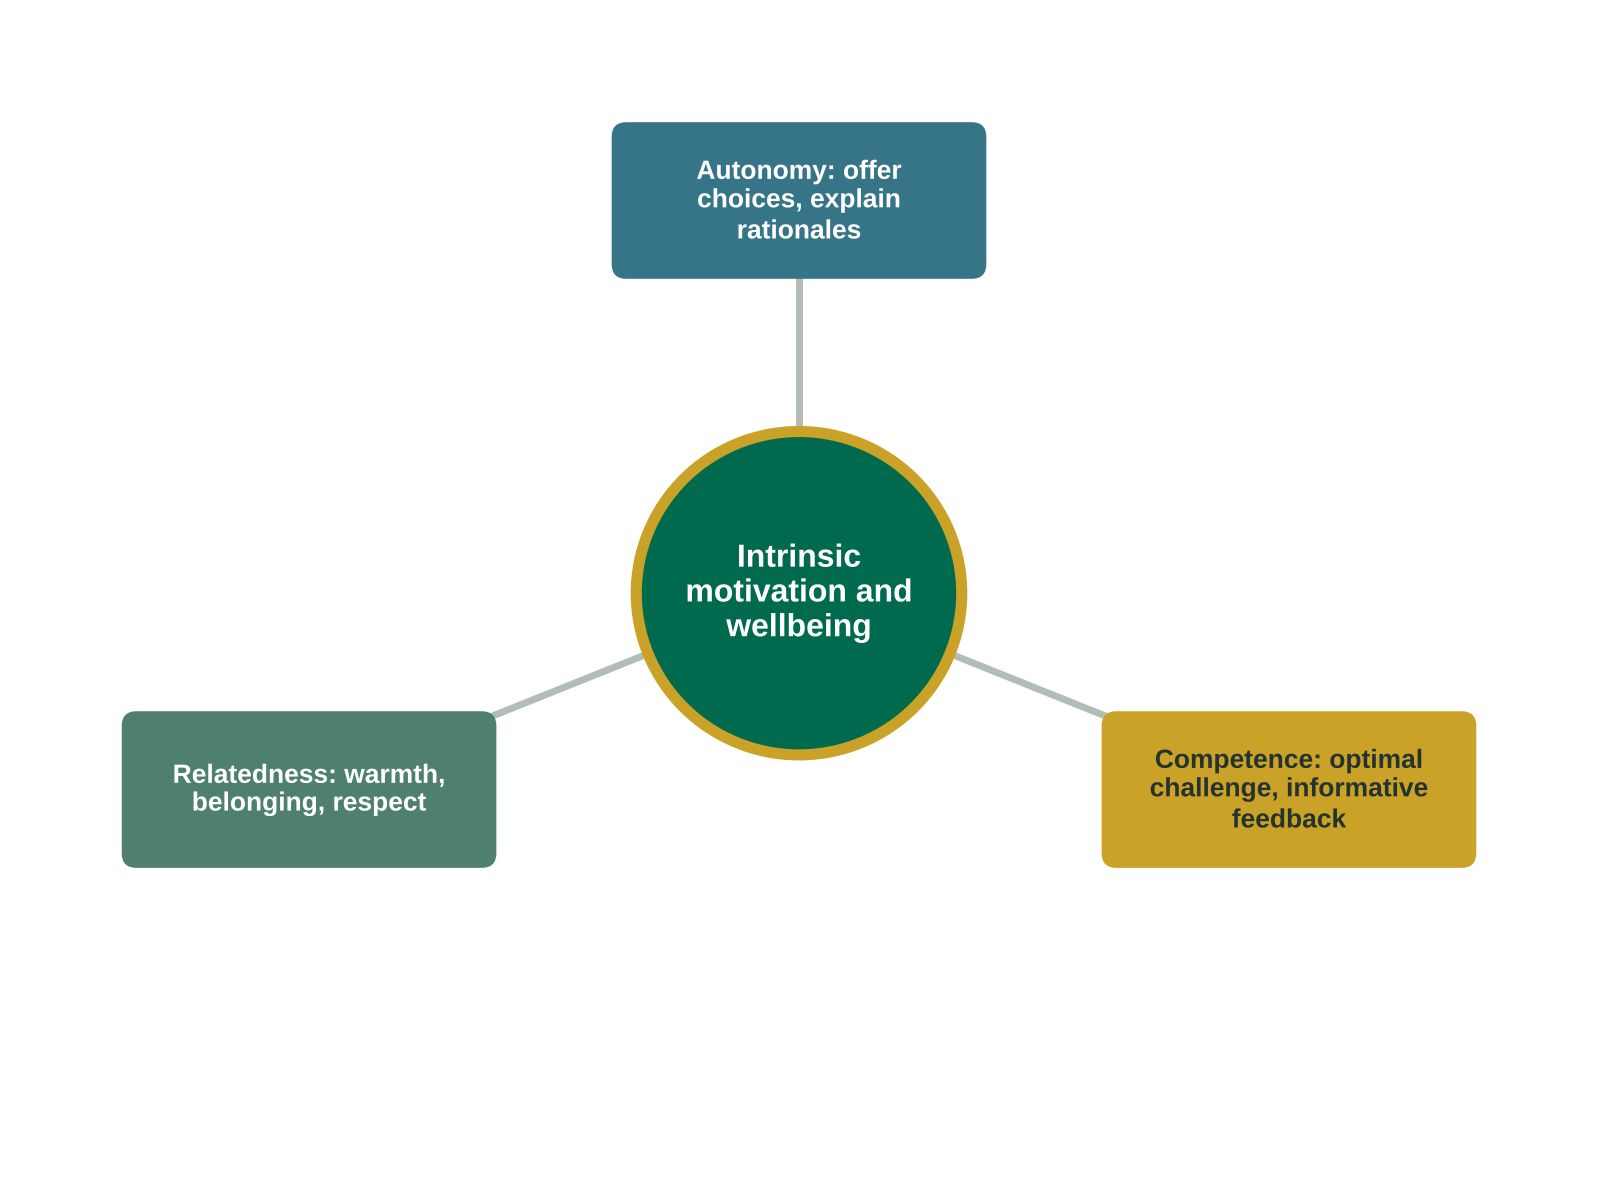 Autonomy: offer
choices, explain
rationales
Intrinsic
motivation and
wellbeing
Relatedness: warmth,
belonging, respect
Competence: optimal
challenge, informative
feedback